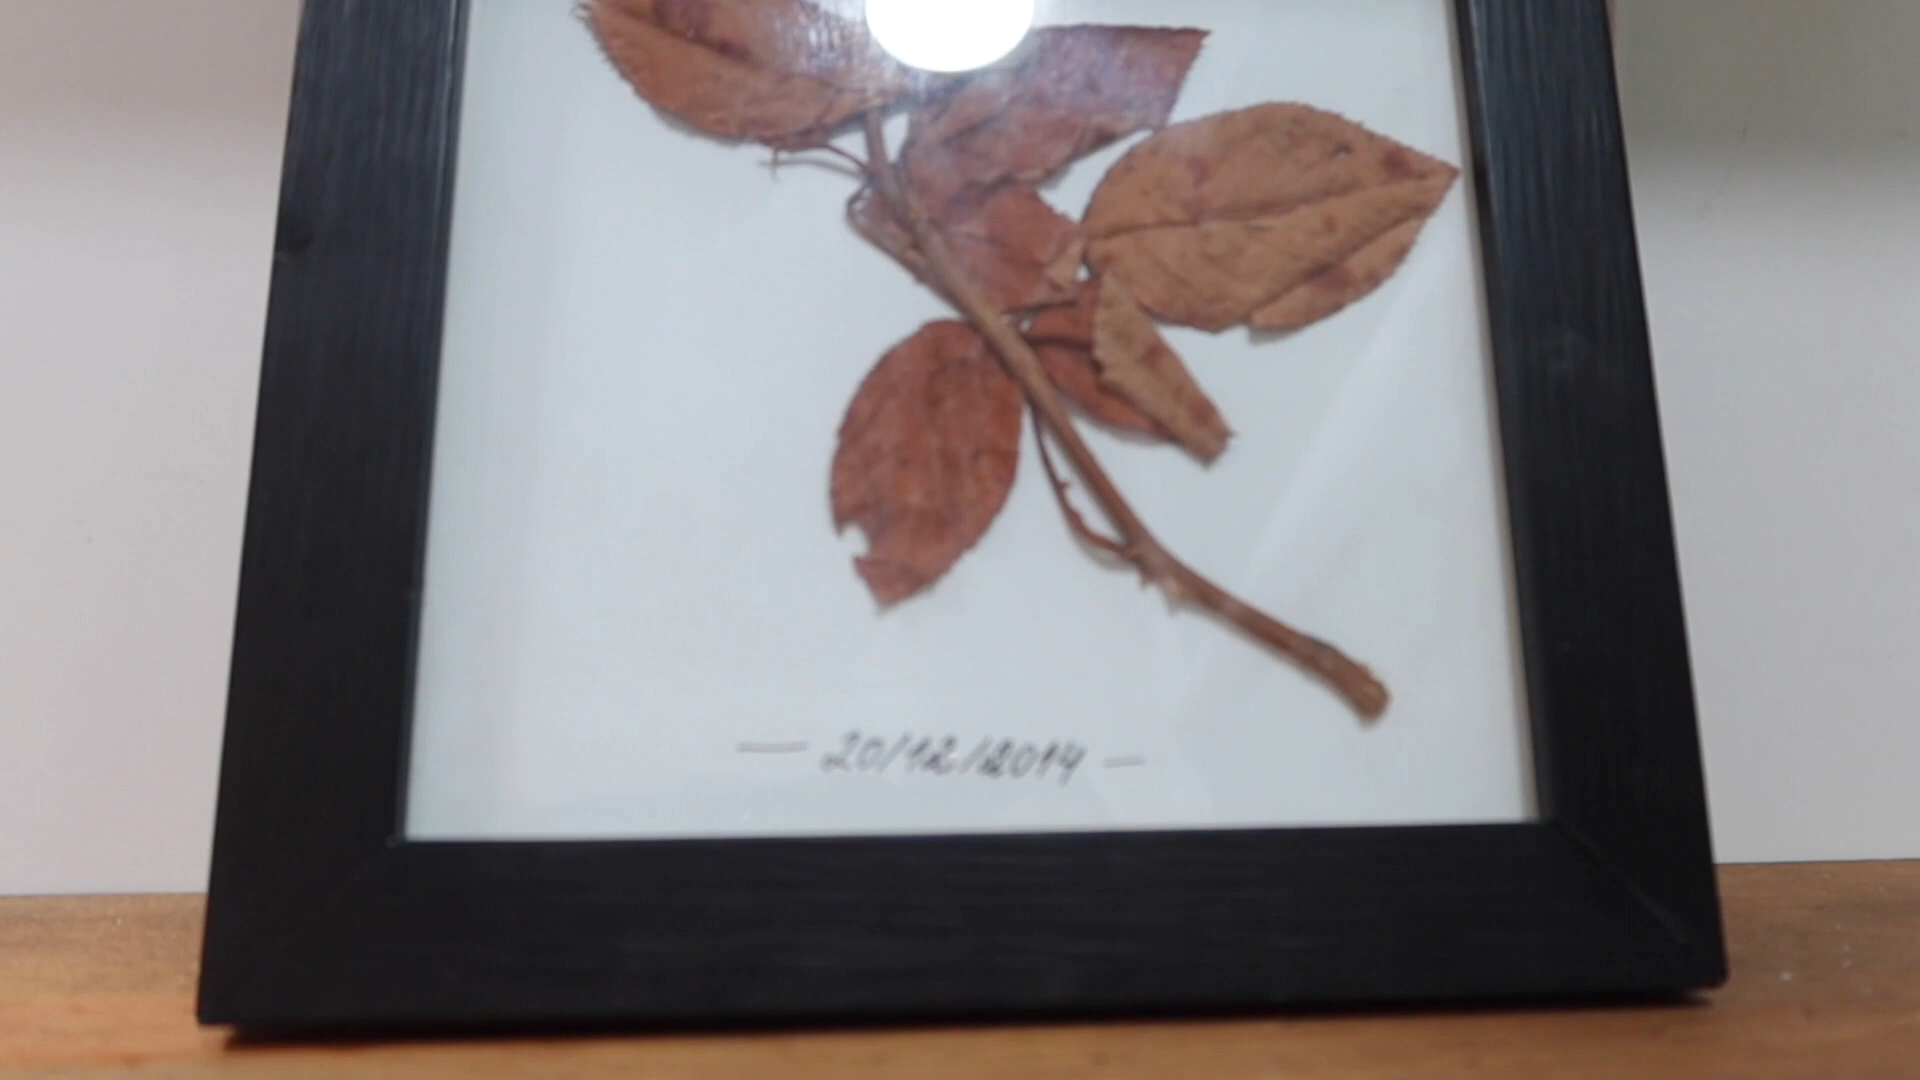 — 20/12/2014 —